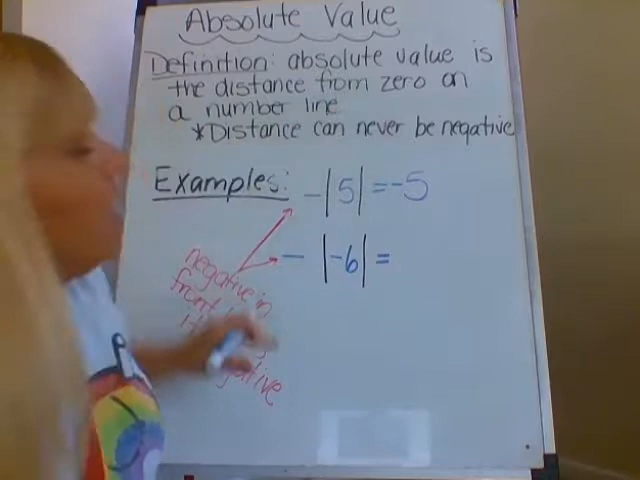 Absolute Value
Definition: absolute value is
the distance from zero on
a number line
*Distance can never be negative
Examples: -|5|=-5
- |-6|=
negative in
front